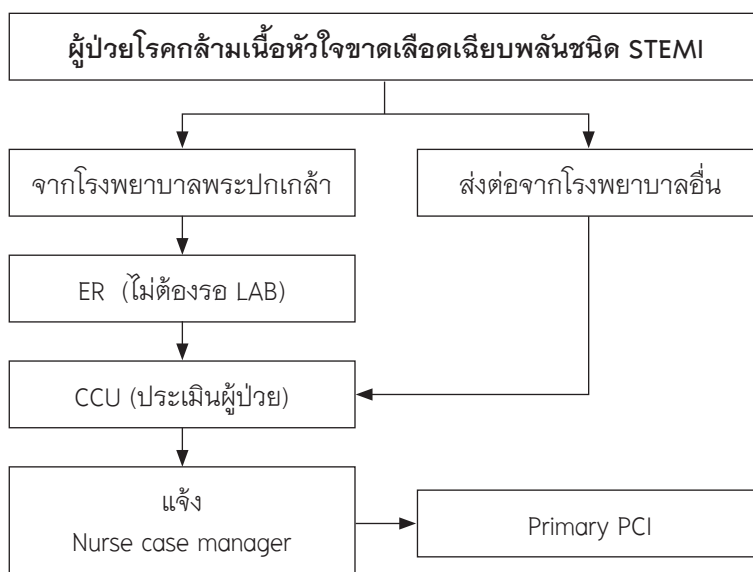 ผู้ป่วยโรคกล้ามเนื้อหัวใจขาดเลือดเฉียบพลันชนิด STEMI
จากโรงพยาบาลพระปกเกล้า
ส่งต่อจากโรงพยาบาลอื่น
ER (ไม่ต้องรอ LAB)
CCU (ประเมินผู้ป่วย)
แจ้ง
Nurse case manager
Primary PCI